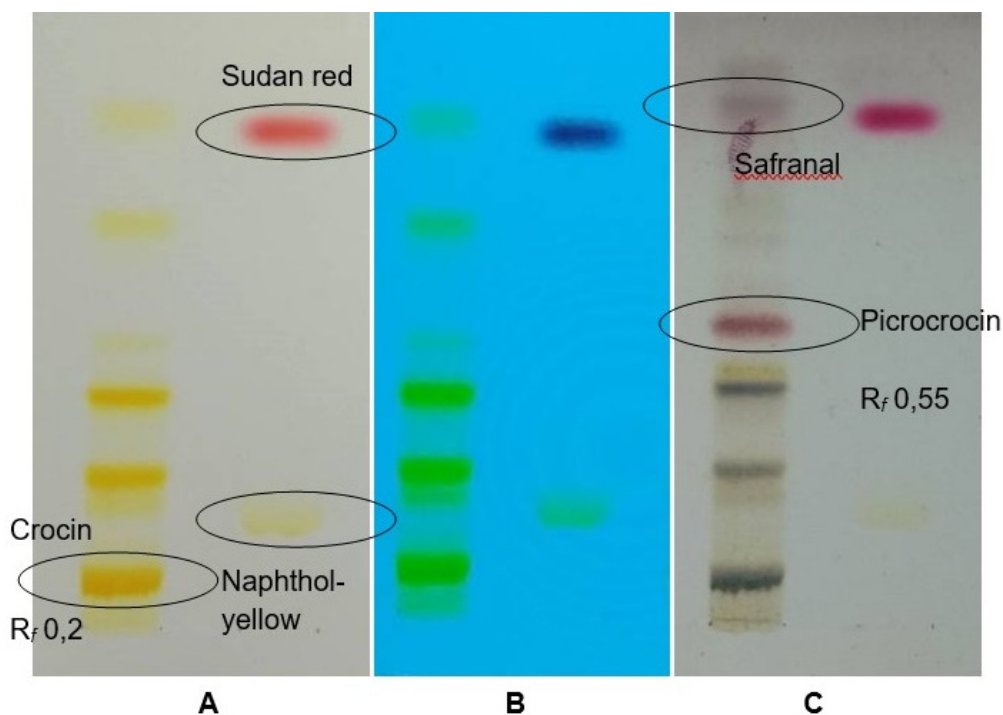 Sudan red
Safranal
Picrocrocin
Rf 0,55
Crocin
Naphthol-
yellow
Rf 0,2
A
B
C